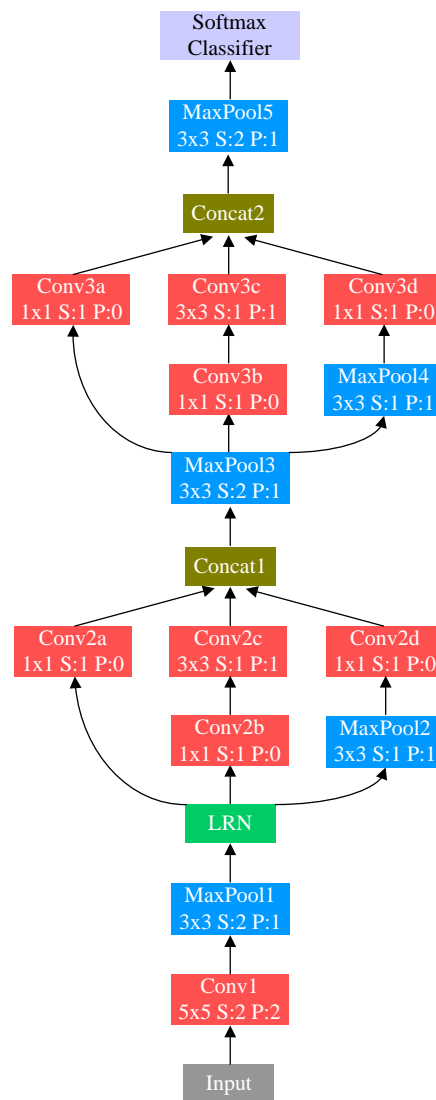 Softmax
Classifier
MaxPool5
3x3 S:2 P:1
Concat2
Conv3a
1x1 S:1 P:0
Conv3c
3x3 S:1 P:1
Conv3d
1x1 S:1 P:0
Conv3b
1x1 S:1 P:0
MaxPool4
3x3 S:1 P:1
MaxPool3
3x3 S:2 P:1
Concat1
Conv2a
1x1 S:1 P:0
Conv2c
3x3 S:1 P:1
Conv2d
1x1 S:1 P:0
Conv2b
1x1 S:1 P:0
MaxPool2
3x3 S:1 P:1
LRN
MaxPool1
3x3 S:2 P:1
Conv1
5x5 S:2 P:2
Input